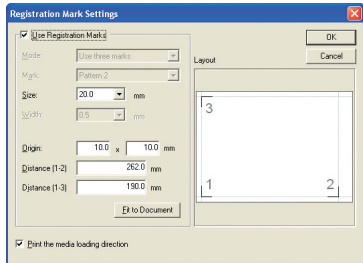 Registration Mark Settings
Use Registration Marks
Mode: Use three marks
Mark: Pattern 2
Size: 20.0 mm
Width: 0.5 mm
Origin: 10.0 x 10.0 mm
Distance (1-2) 262.0 mm
Distance (1-3) 190.0 mm
Fit to Document
Print the media loading direction
OK
Cancel
Layout
3
1 2